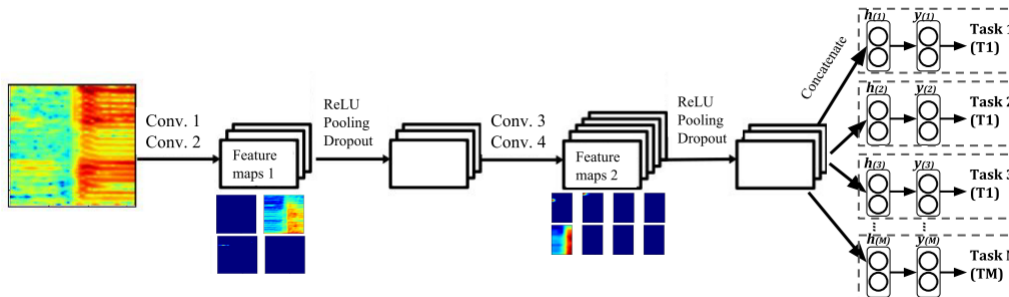 Conv. 1
Conv. 2
Feature
maps 1
ReLU
Pooling
Dropout
Conv. 3
Conv. 4
Feature
maps 2
ReLU
Pooling
Dropout
Concatenate
h(1)
y(1)
Task 1
(T1)
h(2)
y(2)
Task 2
(T1)
h(3)
y(3)
Task 3
(T1)
h(M)
y(M)
Task
(TM)